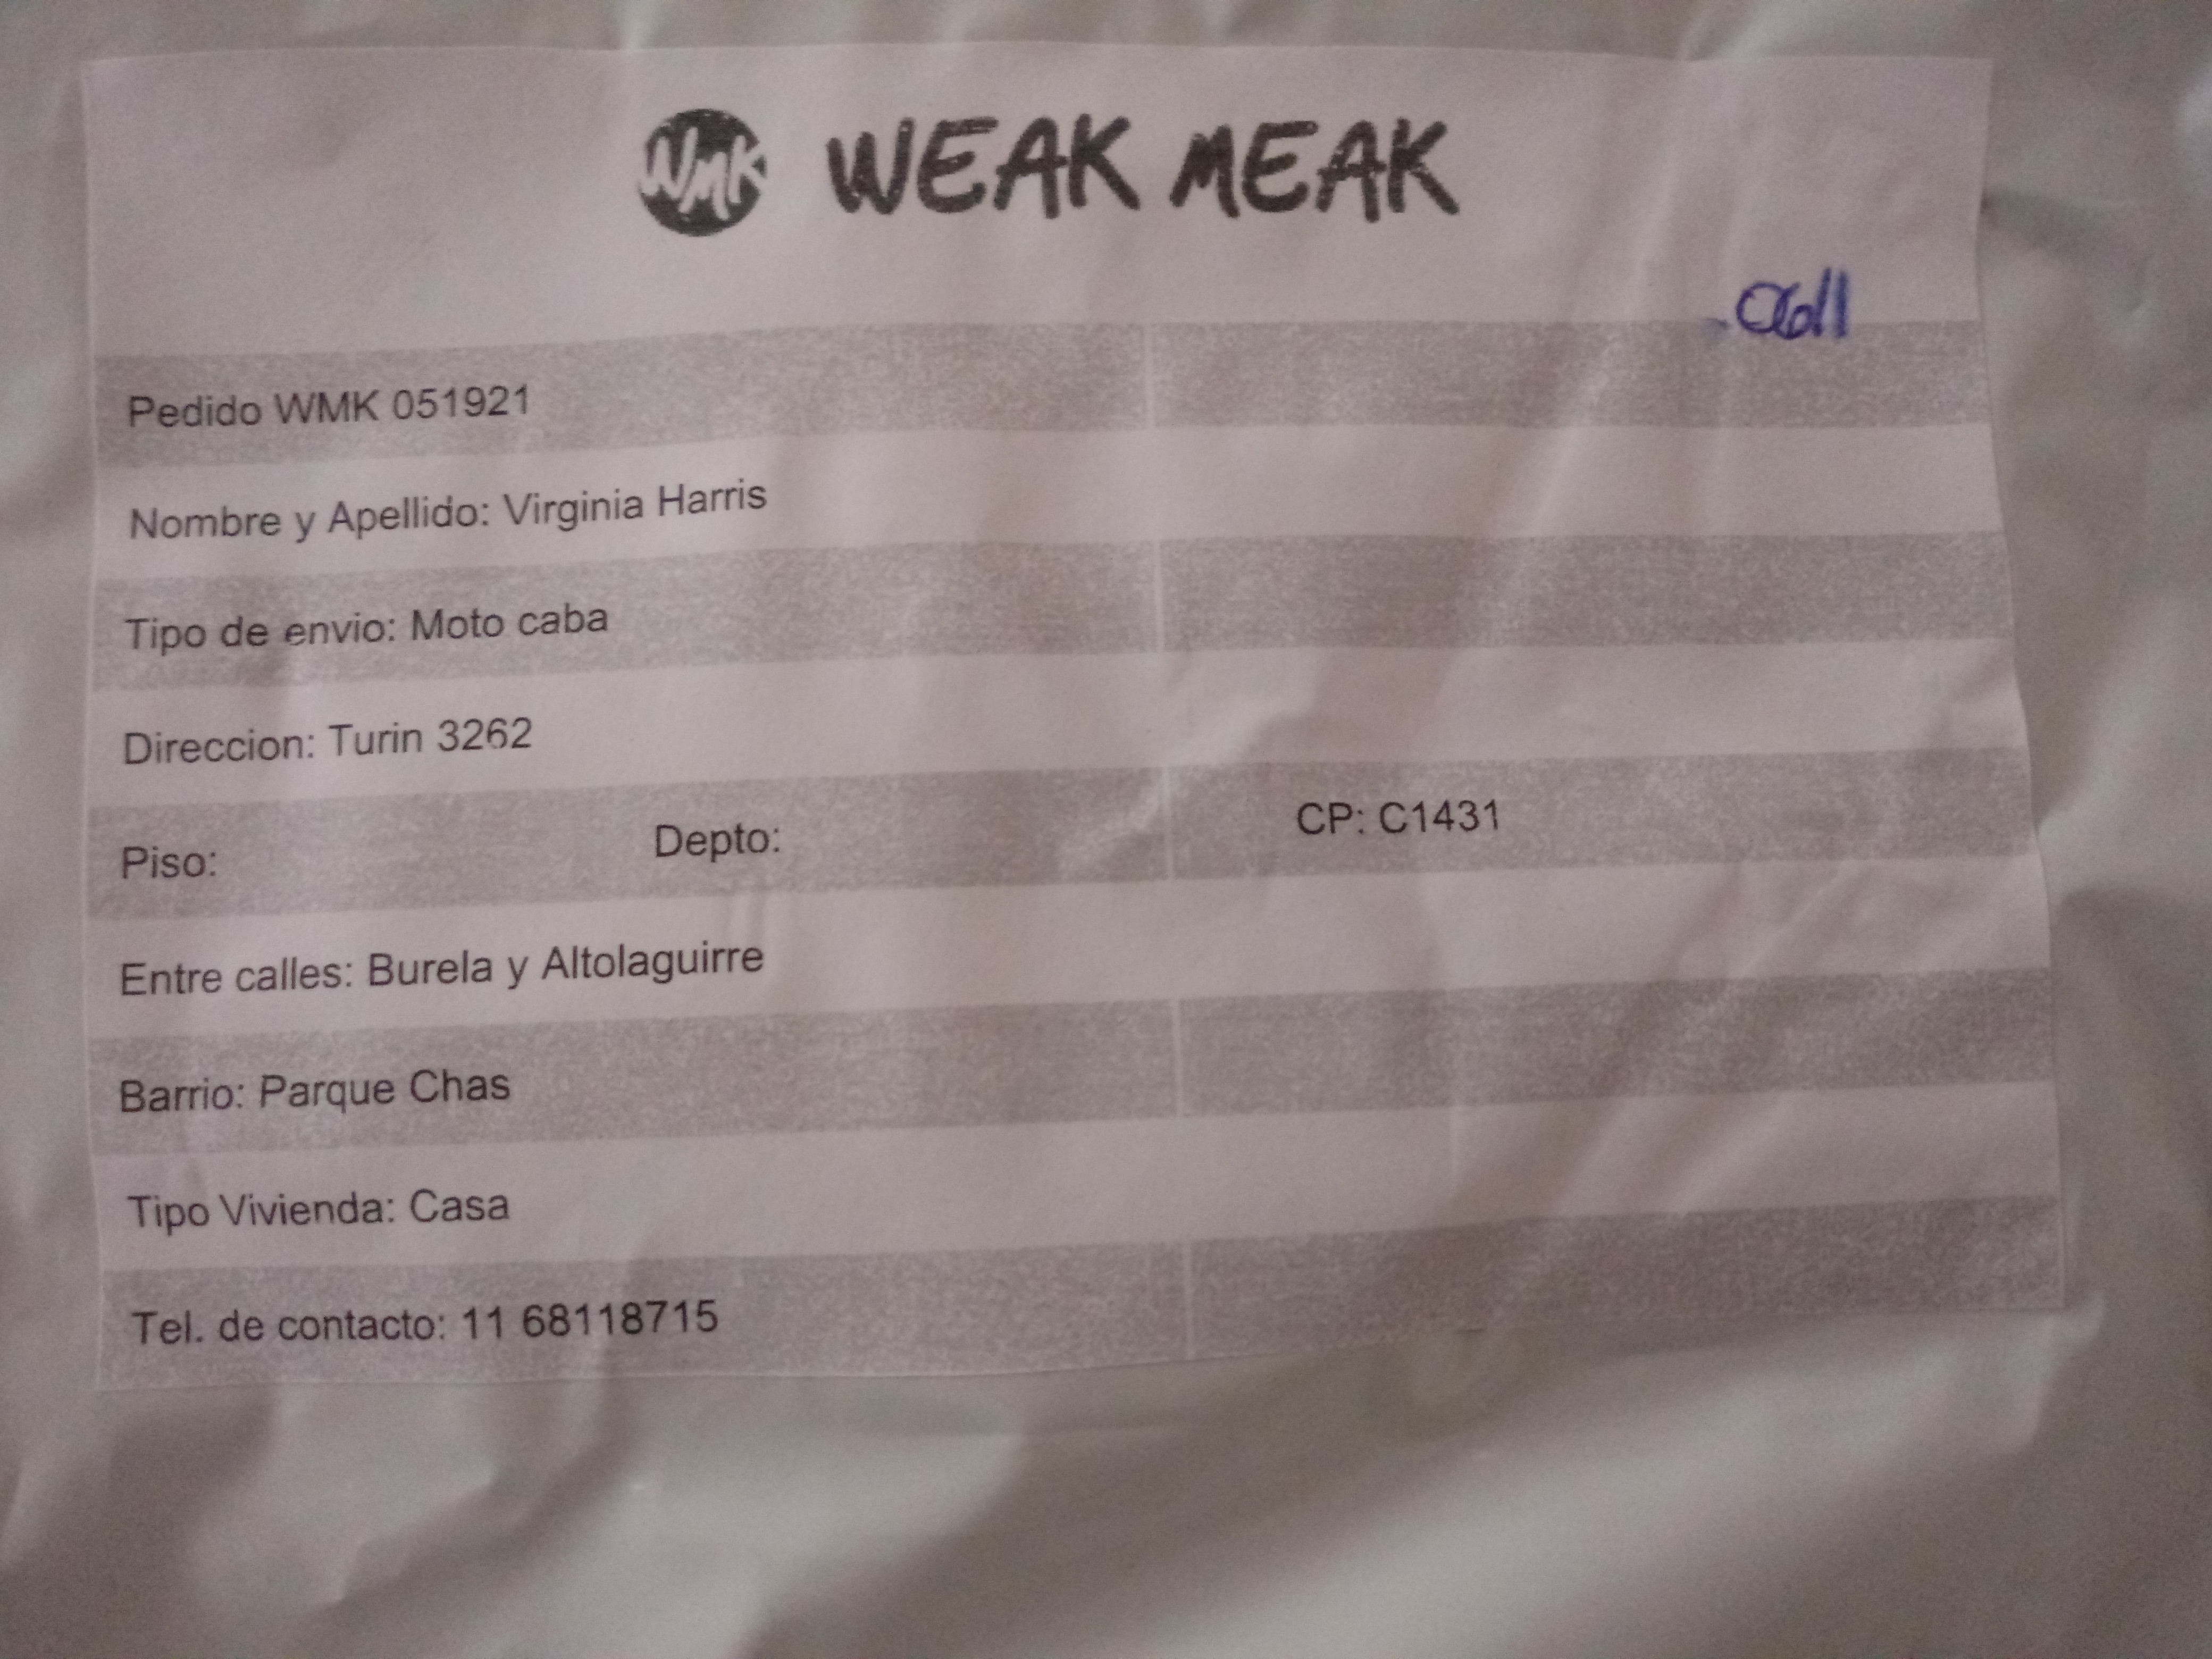 WMK WEAK MEAK
Pedido WMK 051921
Nombre y Apellido: Virginia Harris
Tipo de envio: Moto caba
Direccion: Turin 3262
Piso: Depto: CP: C1431
Entre calles: Burela y Altolaguirre
Barrio: Parque Chas
Tipo Vivienda: Casa
Tel. de contacto: 11 68118715